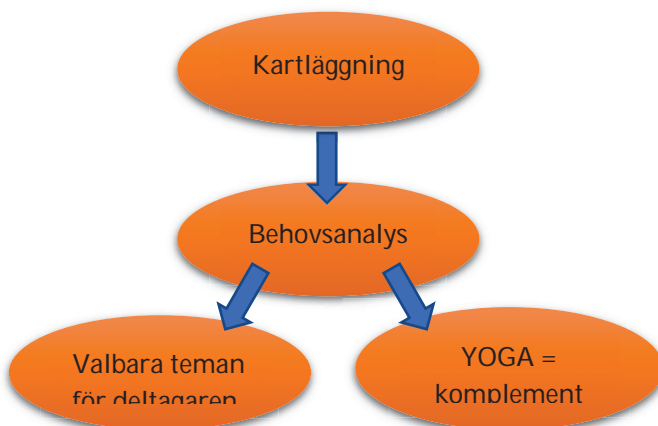 Kartläggning
Behovsanalys
Valbara teman
för deltagaren
YOGA =
komplement